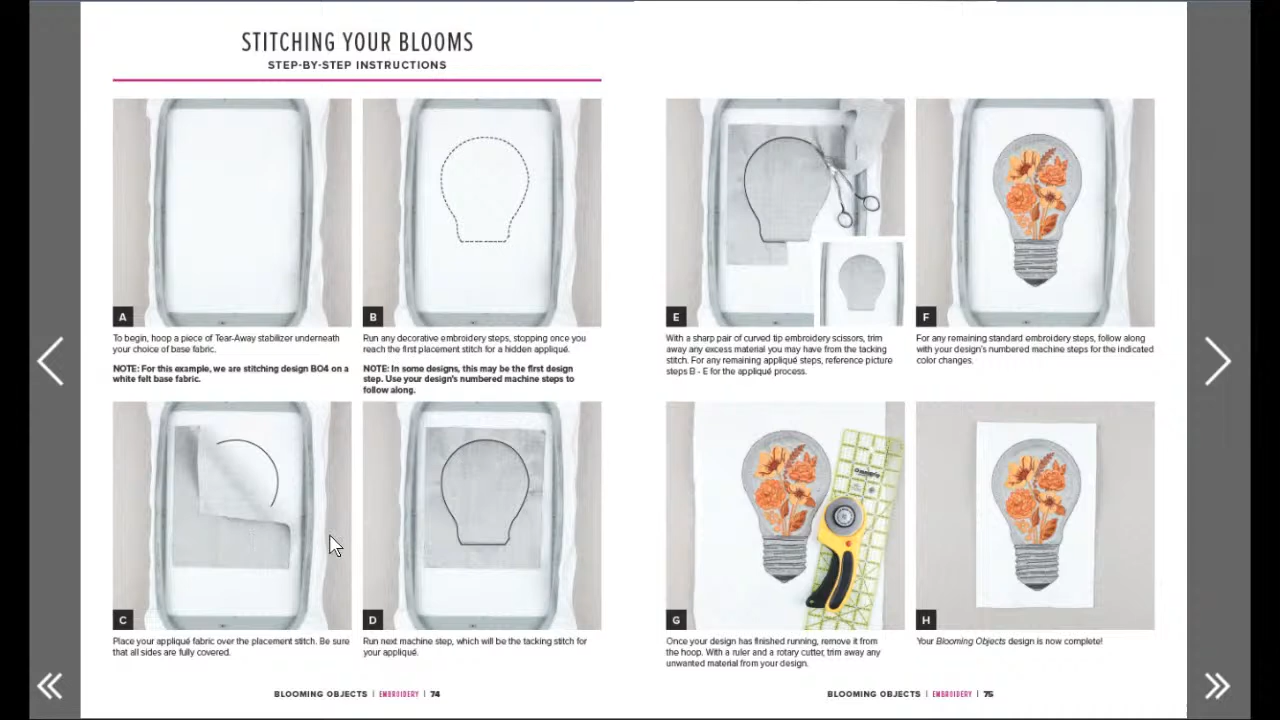 STITCHING YOUR BLOOMS
STEP-BY-STEP INSTRUCTIONS
A
To begin, hoop a piece of Tear-Away stabilizer underneath
your choice of base fabric.
NOTE: For this example, we are stitching design BO4 on a
white felt base fabric.
B
Run any decorative embroidery steps, stopping once you
reach the first placement stitch for a hidden appliqué.
NOTE: In some designs, this may be the first design
step. Use your design's numbered machine steps to
follow along.
C
Place your appliqué fabric over the placement stitch. Be sure
that all sides are fully covered.
D
Run next machine step, which will be the tacking stitch for
your appliqué.
BLOOMING OBJECTS | EMBROIDERY | 74
E
With a sharp pair of curved tip embroidery scissors, trim
away any excess material you may have from the tacking
stitch. For any remaining appliqué steps, reference picture
steps B - E for the appliqué process.
F
For any remaining standard embroidery steps, follow along
with your design's numbered machine steps for the indicated
color changes.
G
Once your design has finished running, remove it from
the hoop. With a ruler and a rotary cutter, trim away any
unwanted material from your design.
H
Your Blooming Objects design is now complete!
BLOOMING OBJECTS | EMBROIDERY | 75